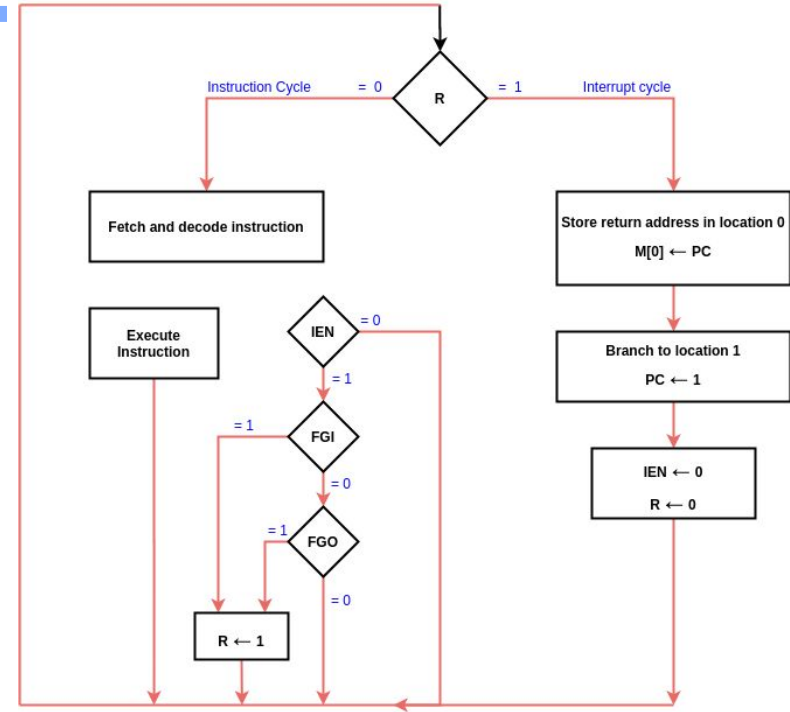 R
Instruction Cycle
= 0
= 1
Interrupt cycle
Fetch and decode instruction
Store return address in location 0
M[0] ← PC
Execute
Instruction
IEN
= 0
= 1
Branch to location 1
PC ← 1
FGI
= 1
= 0
IEN ← 0
R ← 0
FGO
= 1
= 0
R ← 1